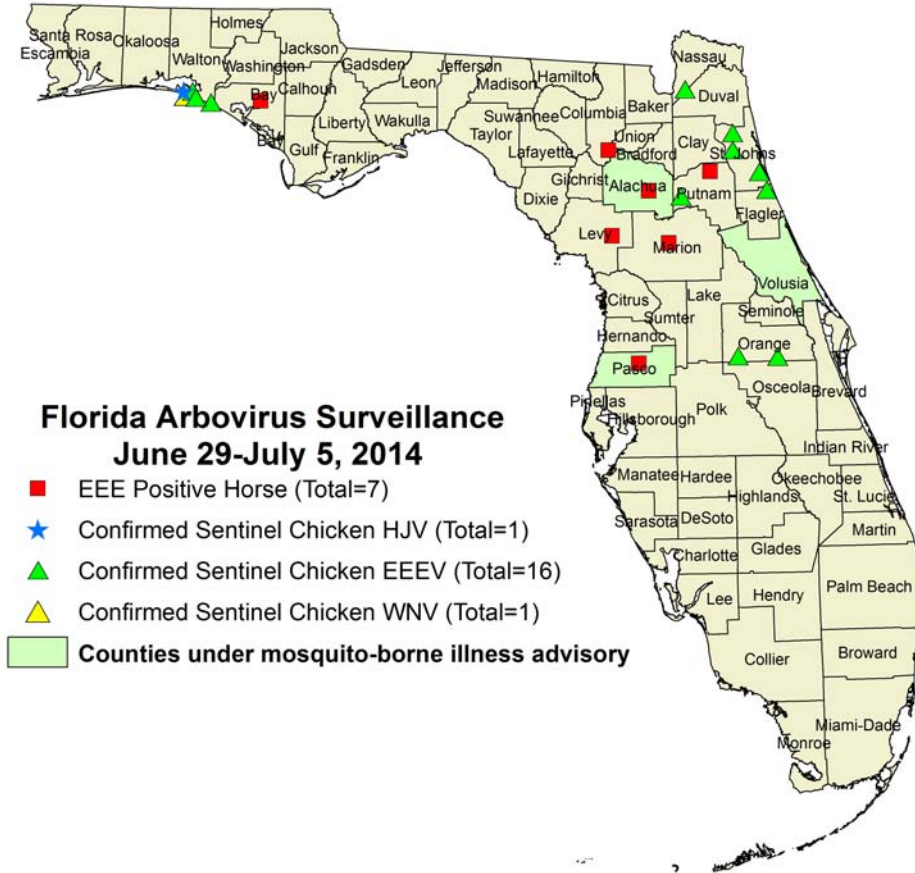 Holmes
Santa Rosa
Okaloosa
Walton
Jackson
Escambia
Washington
Gadsden
Jefferson
Nassau
Leon
Madison
Hamilton
Bay
Calhoun
Duval
Baker
Columbia
Suwannee
Liberty
Wakulla
Taylor
Union
Clay
St. Johns
Bay
Gulf
Franklin
Lafayette
Bradford
Gilchrist
Alachua
Putnam
Dixie
Flagler
Levy
Marion
Volusia
Lake
Citrus
Sumter
Seminole
Hernando
Orange
Pasco
Osceola
Brevard
Pinellas
Hillsborough
Polk
Indian River
Manatee
Hardee
Okeechobee
Highlands
St. Lucie
Sarasota
DeSoto
Martin
Charlotte
Glades
Lee
Hendry
Palm Beach
Collier
Broward
Miami-Dade
Monroe
Florida Arbovirus Surveillance
June 29-July 5, 2014
EEE Positive Horse (Total=7)
Confirmed Sentinel Chicken HJV (Total=1)
Confirmed Sentinel Chicken EEEV (Total=16)
Confirmed Sentinel Chicken WNV (Total=1)
Counties under mosquito-borne illness advisory